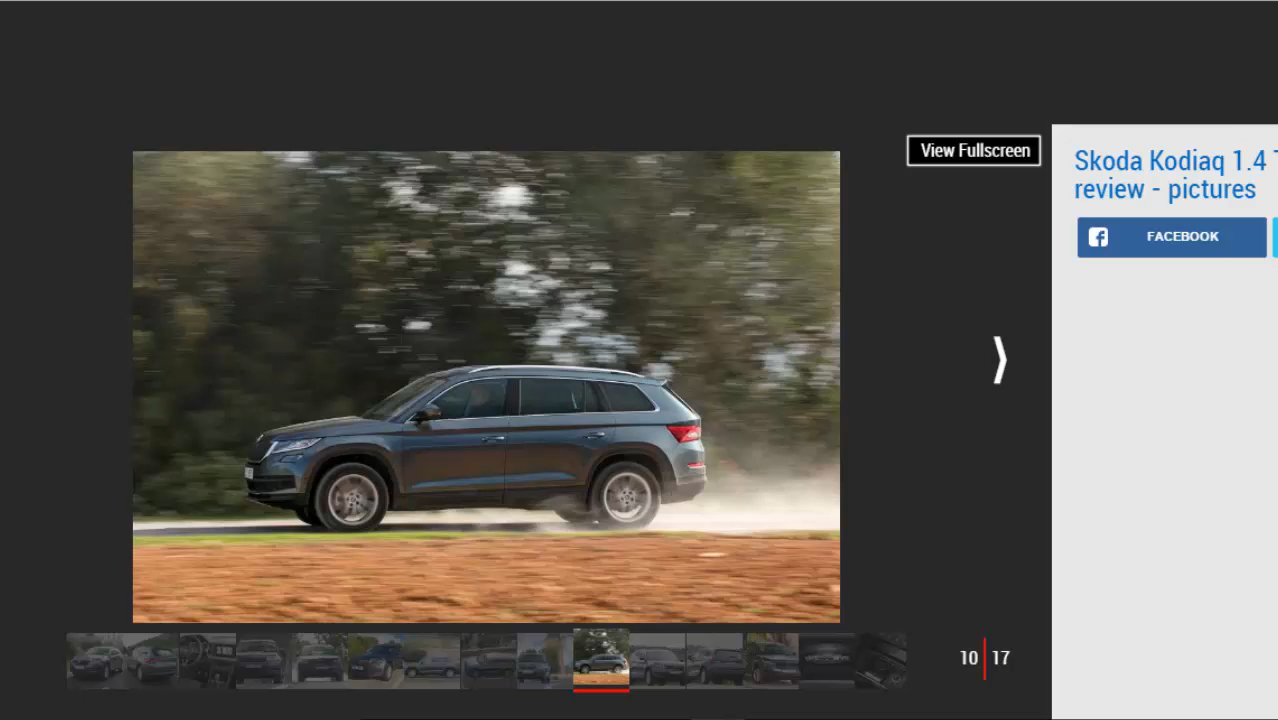 View Fullscreen
Skoda Kodiaq 1.4
review - pictures
FACEBOOK
10 17